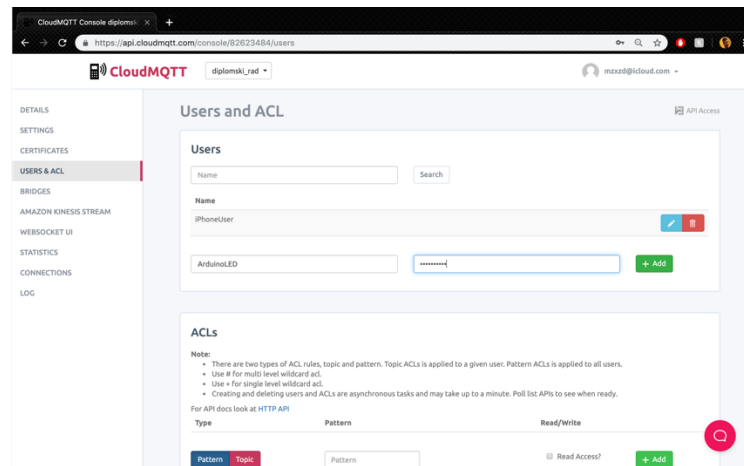 CloudMQTT Console diplomsk
https://api.cloudmqtt.com/console/82623484/users
CloudMQTT
diplomski_rad
mzxzd@icloud.com
DETAILS
SETTINGS
CERTIFICATES
USERS & ACL
BRIDGES
AMAZON KINESIS STREAM
WEBSOCKET UI
STATISTICS
CONNECTIONS
LOG
Users and ACL
API Access
Users
Name
Search
Name
iPhoneUser
ArduinoLED
••••••••••
+ Add
ACLs
Note:
• There are two types of ACL rules, topic and pattern. Topic ACLs is applied to a given user. Pattern ACLs is applied to all users.
• Use # for multi level wildcard acl.
• Use + for single level wildcard acl.
• Creating and deleting users and ACLs are asynchronous tasks and may take up to a minute. Poll list APIs to see when ready.
For API docs look at HTTP API
Type Pattern Read/Write
Pattern Topic Pattern Read Access? + Add